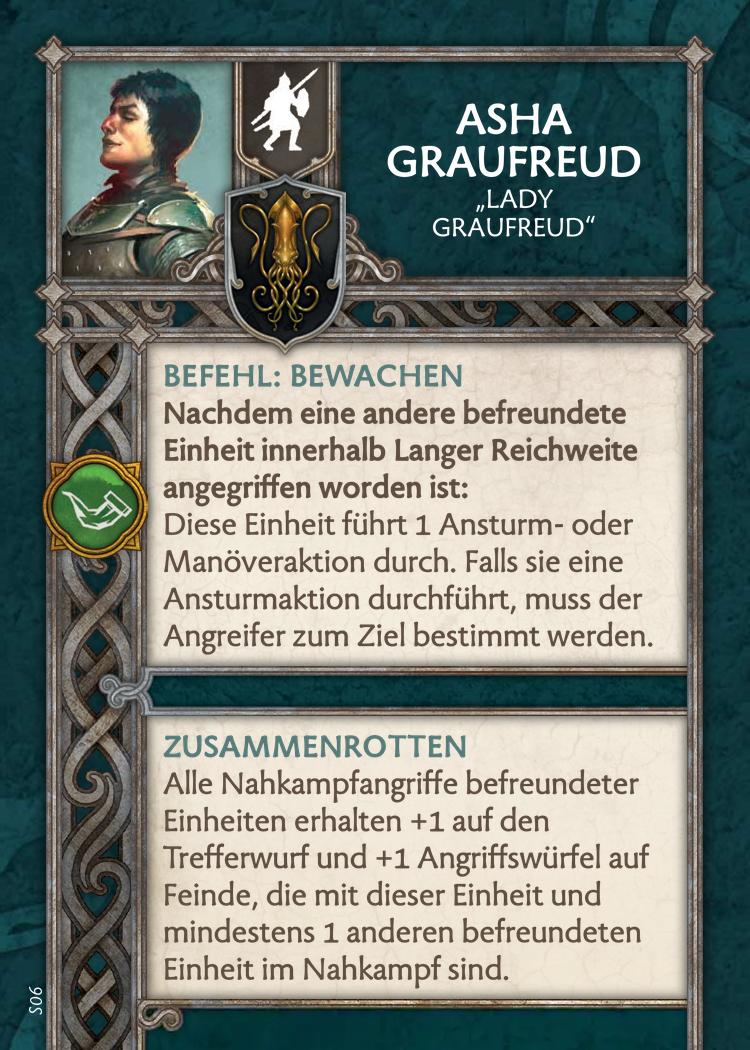 ASHA
GRAUFREUD
„LADY
GRAUFREUD“
BEFEHL: BEWACHEN
Nachdem eine andere befreundete
Einheit innerhalb Langer Reichweite
angegriffen worden ist:
Diese Einheit führt 1 Ansturm- oder
Manöveraktion durch. Falls sie eine
Ansturmaktion durchführt, muss der
Angreifer zum Ziel bestimmt werden.
ZUSAMMENROTTEN
Alle Nahkampfangriffe befreundeter
Einheiten erhalten +1 auf den
Trefferwurf und +1 Angriffswürfel auf
Feinde, die mit dieser Einheit und
mindestens 1 anderen befreundeten
Einheit im Nahkampf sind.
S06